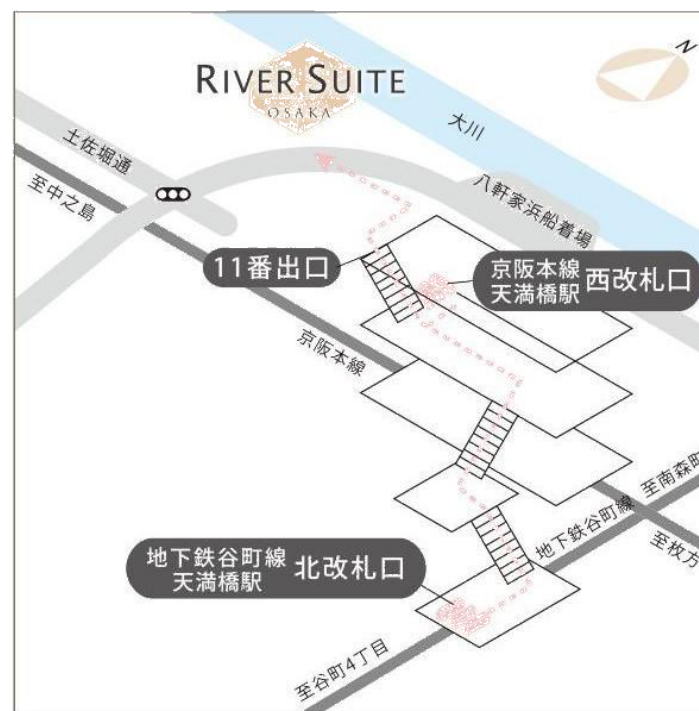 N
RIVER SUITE
OSAKA
大川
土佐堀通
至中之島
八軒家浜船着場
11番出口
京阪本線
天満橋駅
西改札口
京阪本線
至南森町
地下鉄谷町線
至枚方
地下鉄谷町線
天満橋駅
北改札口
至谷町4丁目